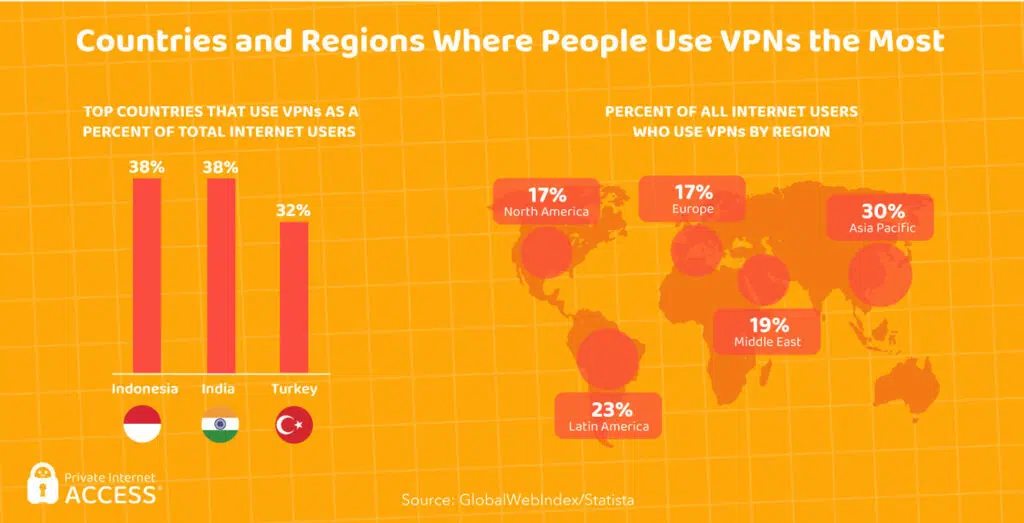 Countries and Regions Where People Use VPNs the Most
TOP COUNTRIES THAT USE VPNs AS A
PERCENT OF TOTAL INTERNET USERS
38%
38%
32%
Indonesia
India
Turkey
PERCENT OF ALL INTERNET USERS
WHO USE VPNs BY REGION
17%
North America
17%
Europe
30%
Asia Pacific
19%
Middle East
23%
Latin America
Private Internet
ACCESS®
Source: GlobalWebIndex/Statista